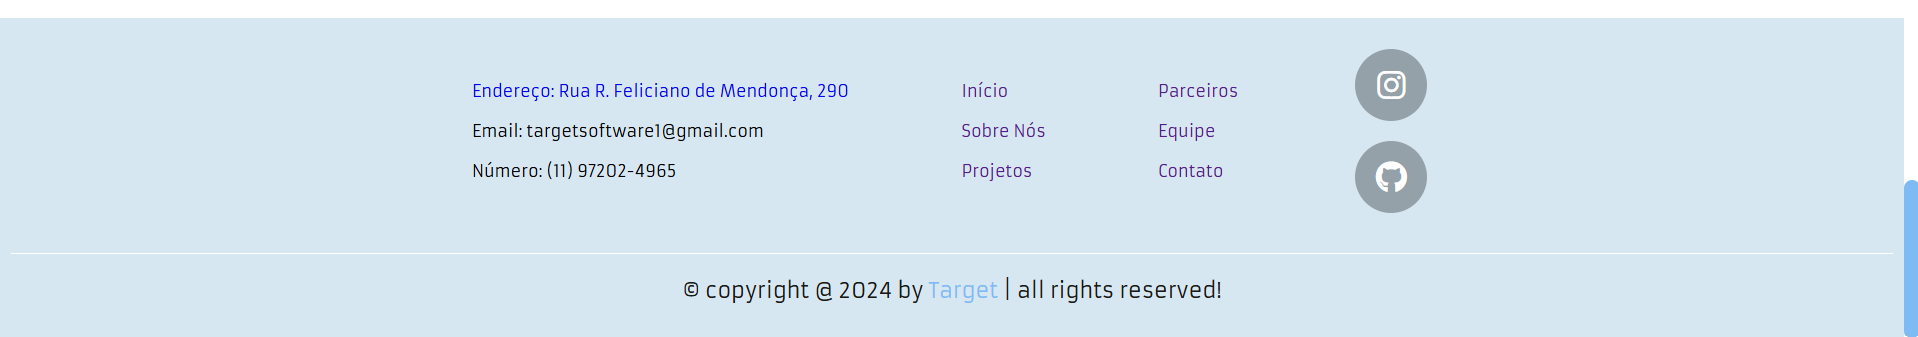 Endereço: Rua R. Feliciano de Mendonça, 290
Email: targetsoftware1@gmail.com
Número: (11) 97202-4965
Início
Sobre Nós
Projetos
Parceiros
Equipe
Contato
© copyright @ 2024 by Target | all rights reserved!